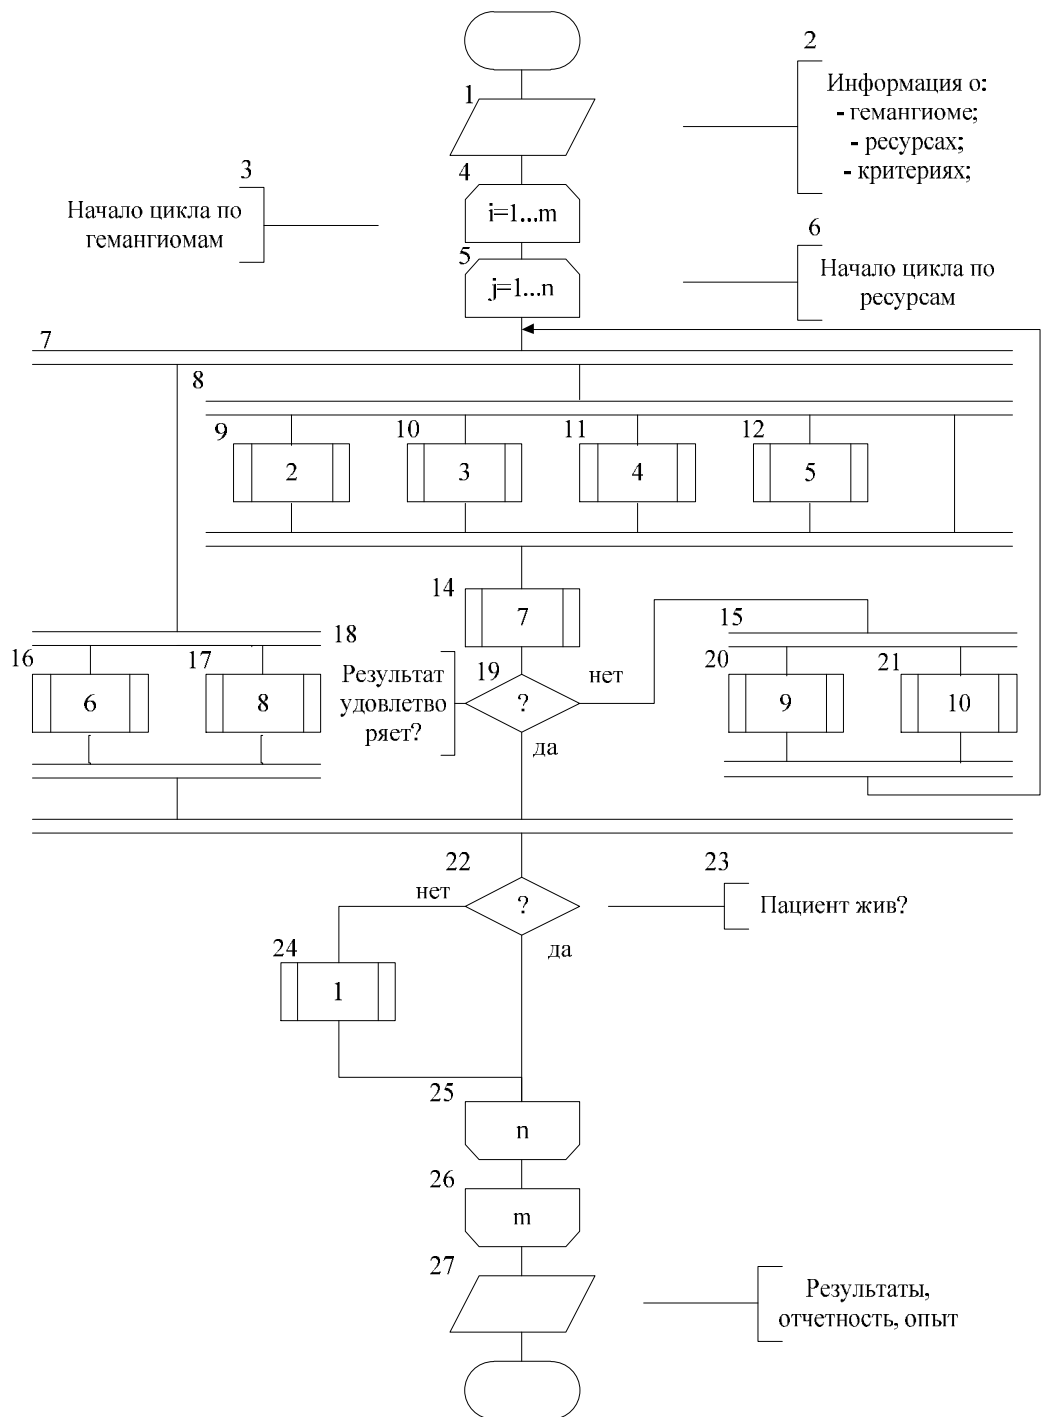 2
Информация о:
- гемангиоме;
- ресурсах;
- критериях;
1
3
Начало цикла по
гемангиомам
4
i=1...m
5
j=1...n
6
Начало цикла по
ресурсам
7
8
9
2
10
3
11
4
12
5
14
7
15
18
16
6
17
8
Результат
удовлетво
ряет?
19
?
нет
да
20
9
21
10
22
?
нет
да
23
Пациент жив?
24
1
25
n
26
m
27
Результаты,
отчетность, опыт